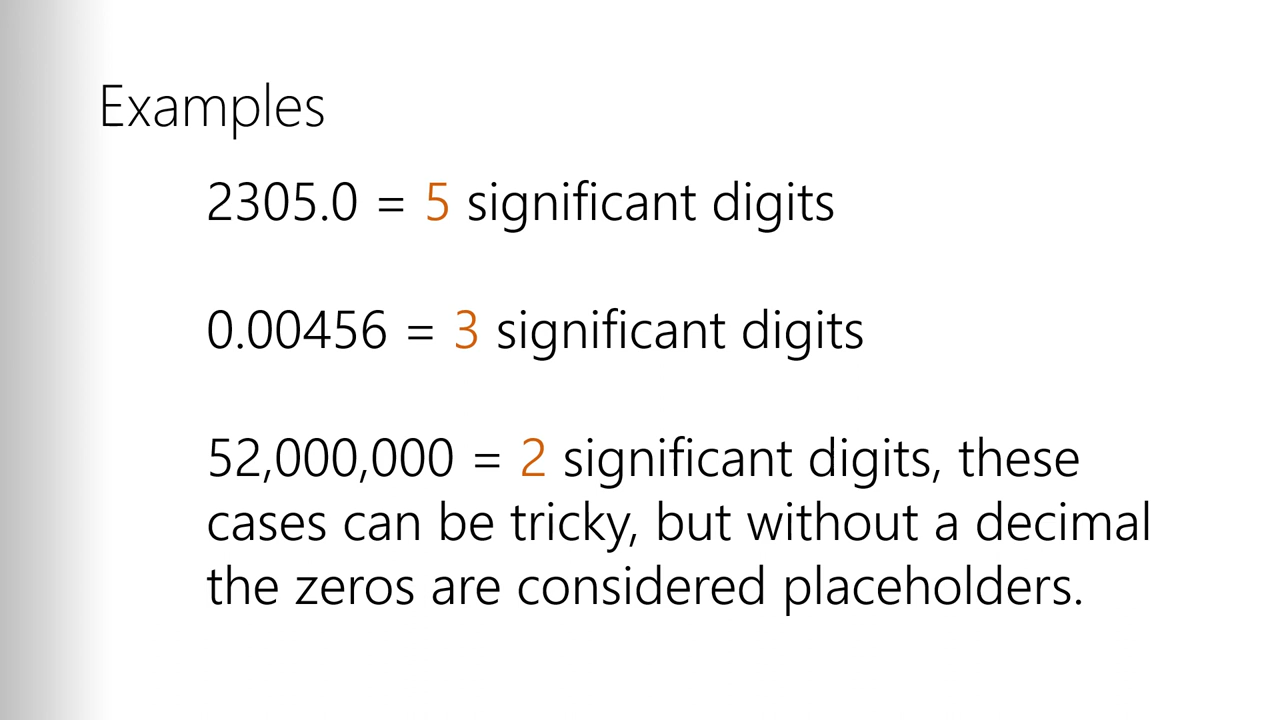 Examples
2305.0 = 5 significant digits
0.00456 = 3 significant digits
52,000,000 = 2 significant digits, these
cases can be tricky, but without a decimal
the zeros are considered placeholders.